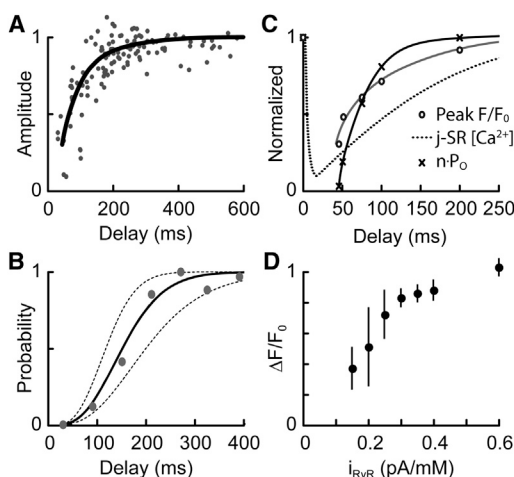 A
1
Amplitude
0
0 200 400 600
Delay (ms)
C
1
Normalized
0
0 50 100 150 200 250
Delay (ms)
Peak F/F₀
j-SR [Ca²⁺]
n·P_O
B
1
Probability
0
100 200 300 400
Delay (ms)
D
1
ΔF/F₀
0
0 0.2 0.4 0.6
i_RyR (pA/mM)